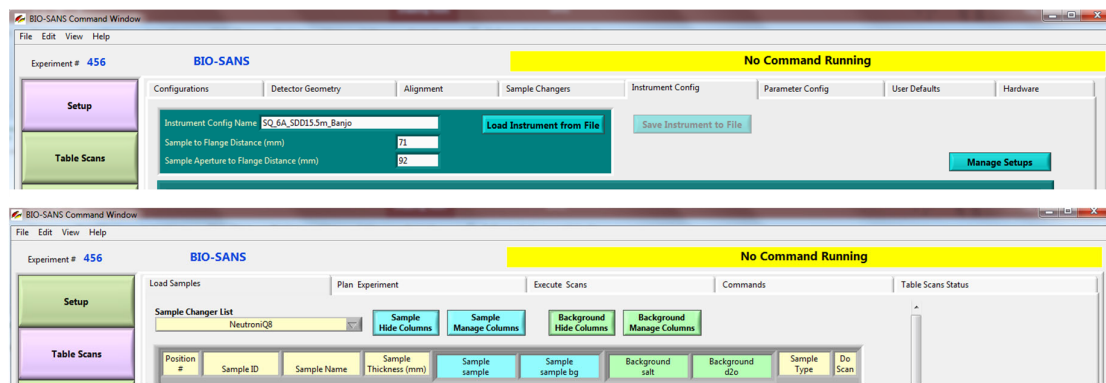 BIO-SANS Command Window
File Edit View Help
Experiment # 456 BIO-SANS No Command Running
Configurations Detector Geometry Alignment Sample Changers Instrument Config Parameter Config User Defaults Hardware
Setup
Instrument Config Name SQ_6A_SDD15.5m_Banjo Load Instrument from File Save Instrument to File
Sample to Flange Distance (mm) 71
Table Scans
Sample Aperture to Flange Distance (mm) 92 Manage Setups
BIO-SANS Command Window
File Edit View Help
Experiment # 456 BIO-SANS No Command Running
Load Samples Plan Experiment Execute Scans Commands Table Scans Status
Setup
Sample Changer List
NeutroniQ8
Sample Hide Columns
Sample Manage Columns
Background Hide Columns
Background Manage Columns
Table Scans
Position # Sample ID Sample Name Sample Thickness (mm) Sample sample Sample sample bg Background salt Background d2o Sample Type Do Scan